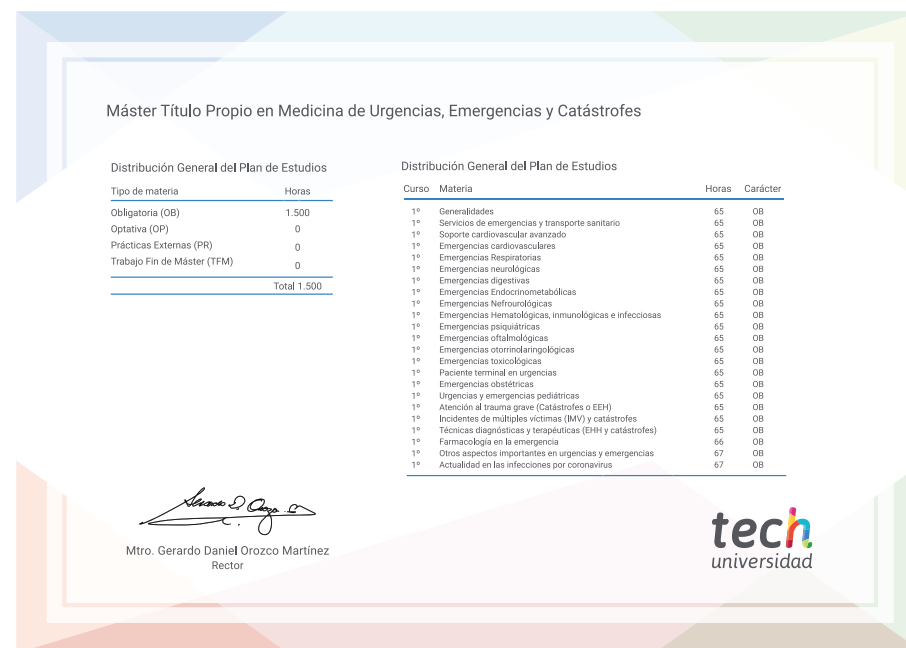 Máster Título Propio en Medicina de Urgencias, Emergencias y Catástrofes
Distribución General del Plan de Estudios
Tipo de materia Horas
Obligatoria (OB) 1.500
Optativa (OP) 0
Prácticas Externas (PR) 0
Trabajo Fin de Máster (TFM) 0
Total 1.500
Distribución General del Plan de Estudios
Curso Materia Horas Carácter
1º Generalidades 65 OB
1º Servicios de emergencias y transporte sanitario 65 OB
1º Soporte cardiovascular avanzado 65 OB
1º Emergencias cardiovasculares 65 OB
1º Emergencias Respiratorias 65 OB
1º Emergencias neurológicas 65 OB
1º Emergencias digestivas 65 OB
1º Emergencias Endocrinometabólicas 65 OB
1º Emergencias Nefrourológicas 65 OB
1º Emergencias Hematológicas, inmunológicas e infecciosas 65 OB
1º Emergencias psiquiátricas 65 OB
1º Emergencias oftalmológicas 65 OB
1º Emergencias otorrinolaringológicas 65 OB
1º Emergencias toxicológicas 65 OB
1º Paciente terminal en urgencias 65 OB
1º Emergencias obstétricas 65 OB
1º Urgencias y emergencias pediátricas 65 OB
1º Atención al trauma grave (Catástrofes o EEH) 65 OB
1º Incidentes de múltiples víctimas (IMV) y catástrofes 65 OB
1º Técnicas diagnósticas y terapéuticas (EHH y catástrofes) 65 OB
1º Farmacología en la emergencia 66 OB
1º Otros aspectos importantes en urgencias y emergencias 67 OB
1º Actualidad en las infecciones por coronavirus 67 OB
Mtro. Gerardo Daniel Orozco Martínez
Rector
tech
universidad